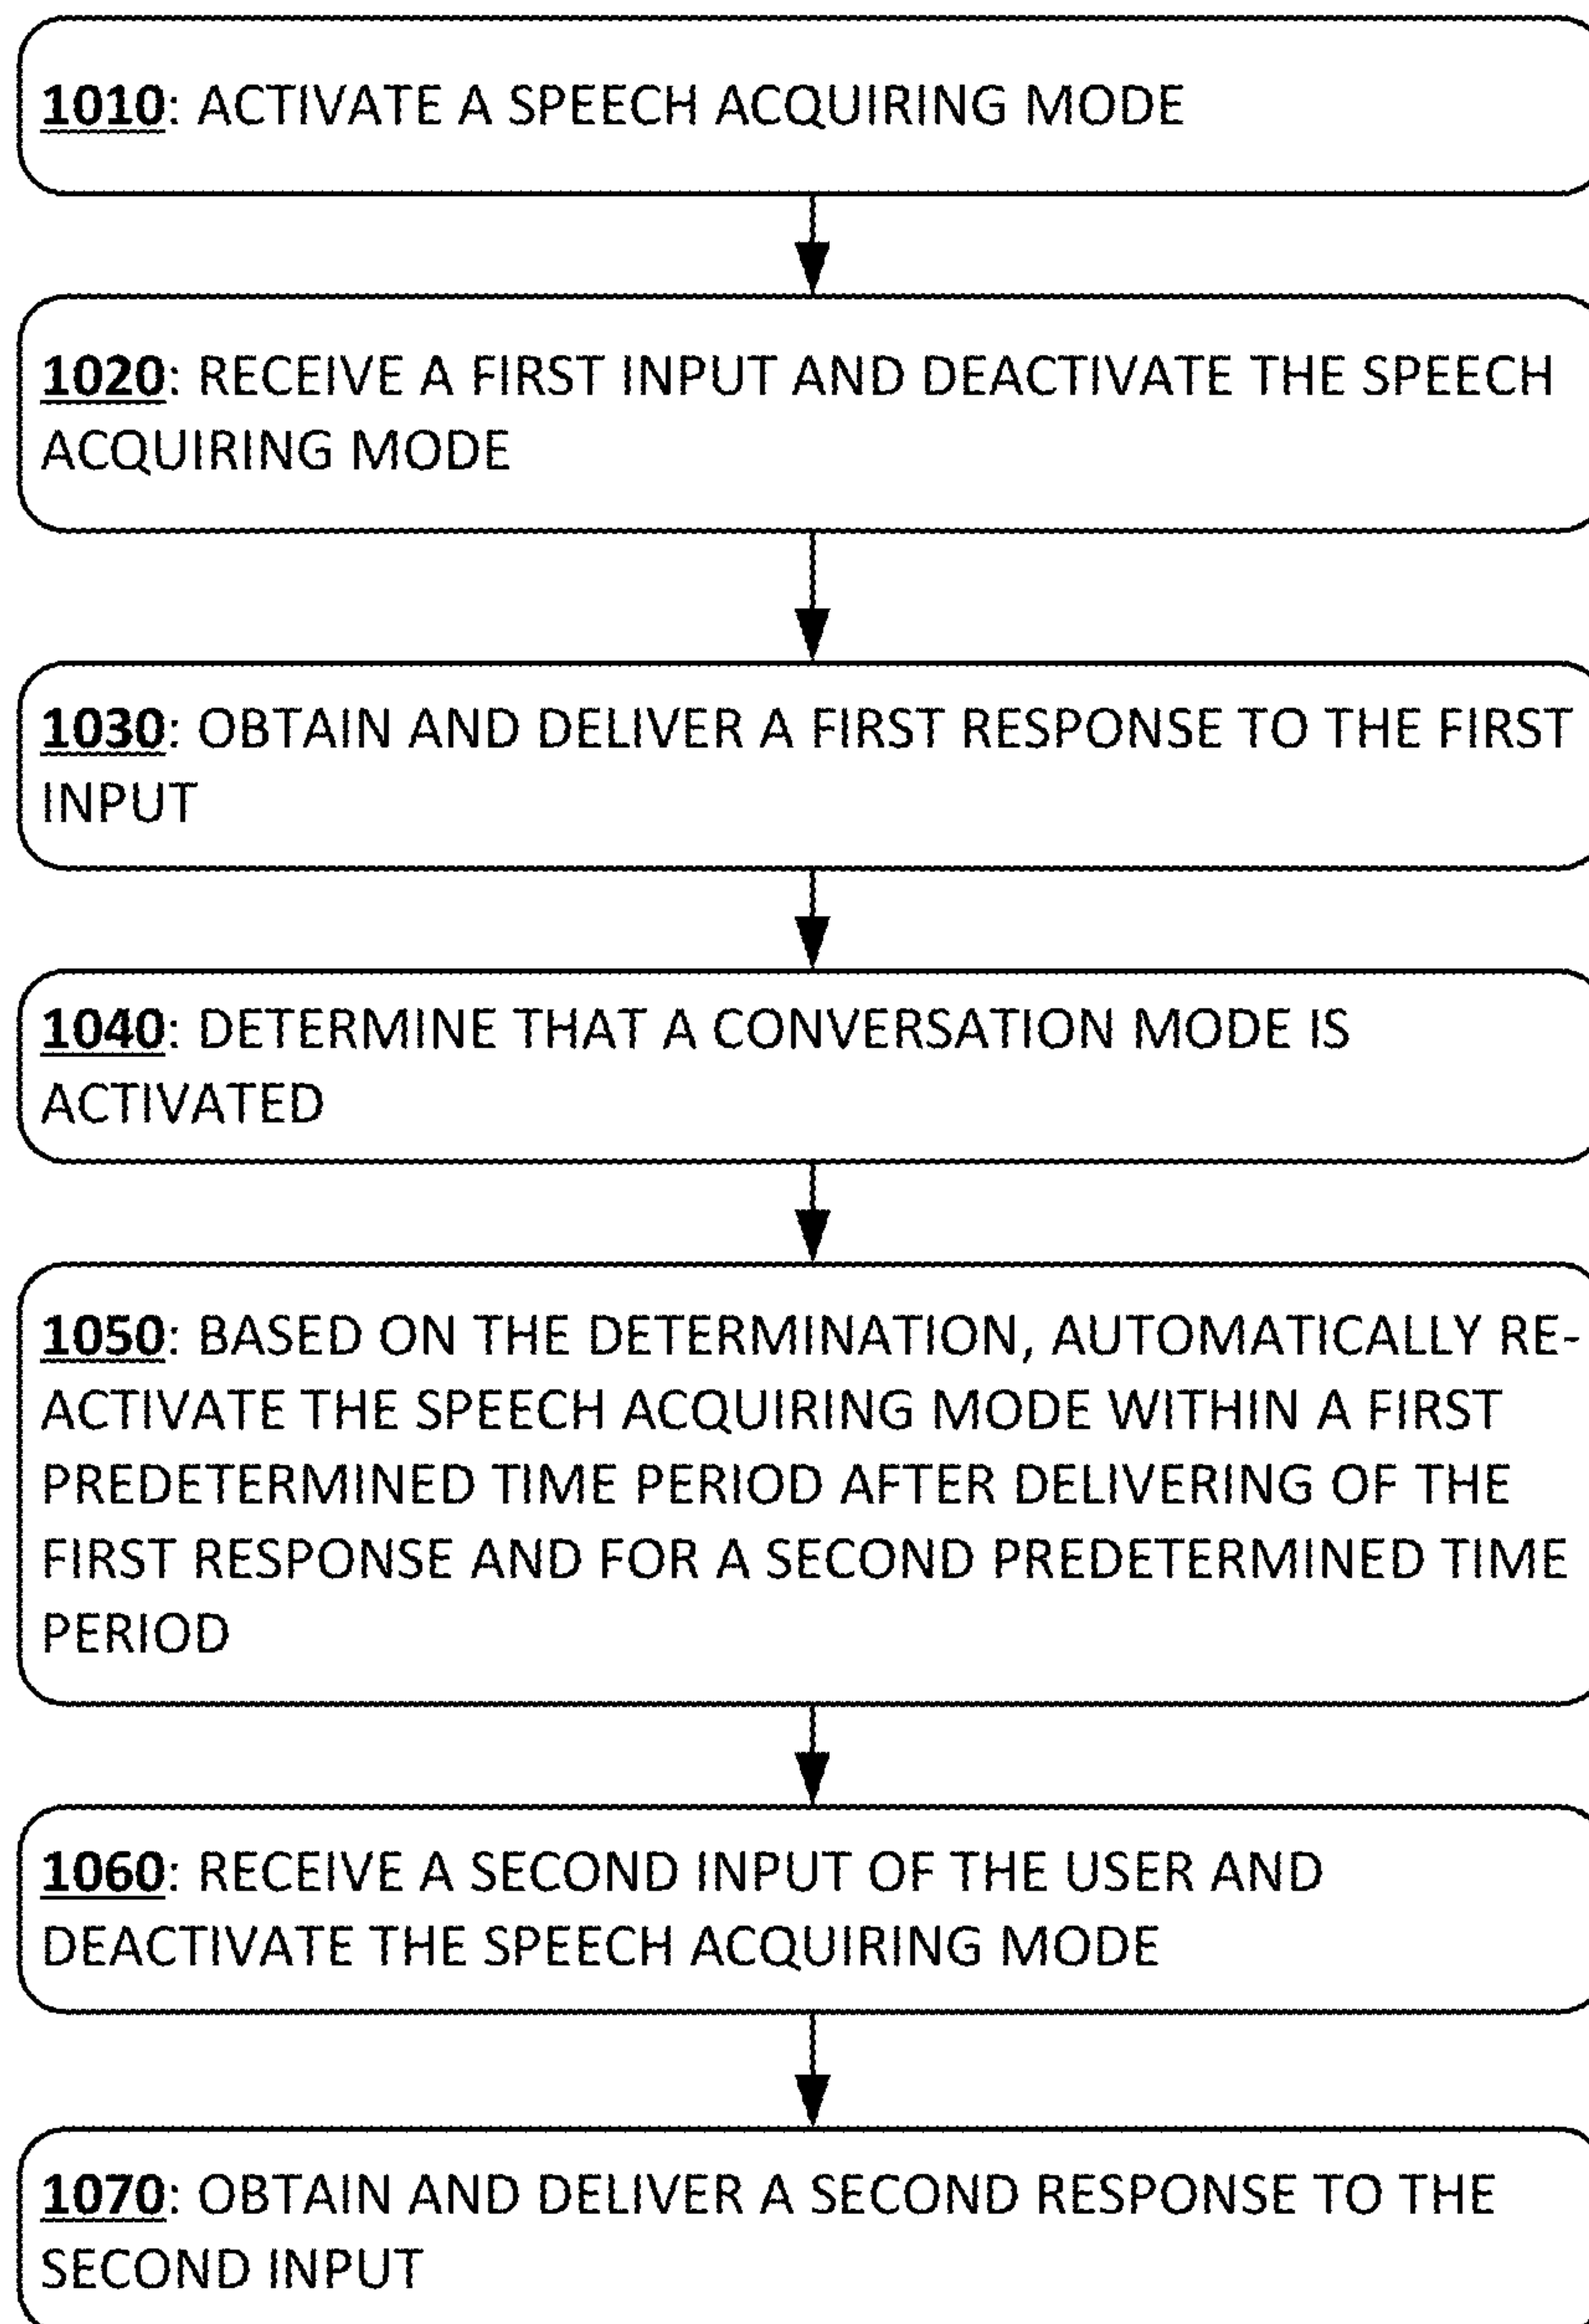 1010: ACTIVATE A SPEECH ACQUIRING MODE
1020: RECEIVE A FIRST INPUT AND DEACTIVATE THE SPEECH
ACQUIRING MODE
1030: OBTAIN AND DELIVER A FIRST RESPONSE TO THE FIRST
INPUT
1040: DETERMINE THAT A CONVERSATION MODE IS
ACTIVATED
1050: BASED ON THE DETERMINATION, AUTOMATICALLY RE-
ACTIVATE THE SPEECH ACQUIRING MODE WITHIN A FIRST
PREDETERMINED TIME PERIOD AFTER DELIVERING OF THE
FIRST RESPONSE AND FOR A SECOND PREDETERMINED TIME
PERIOD
1060: RECEIVE A SECOND INPUT OF THE USER AND
DEACTIVATE THE SPEECH ACQUIRING MODE
1070: OBTAIN AND DELIVER A SECOND RESPONSE TO THE
SECOND INPUT